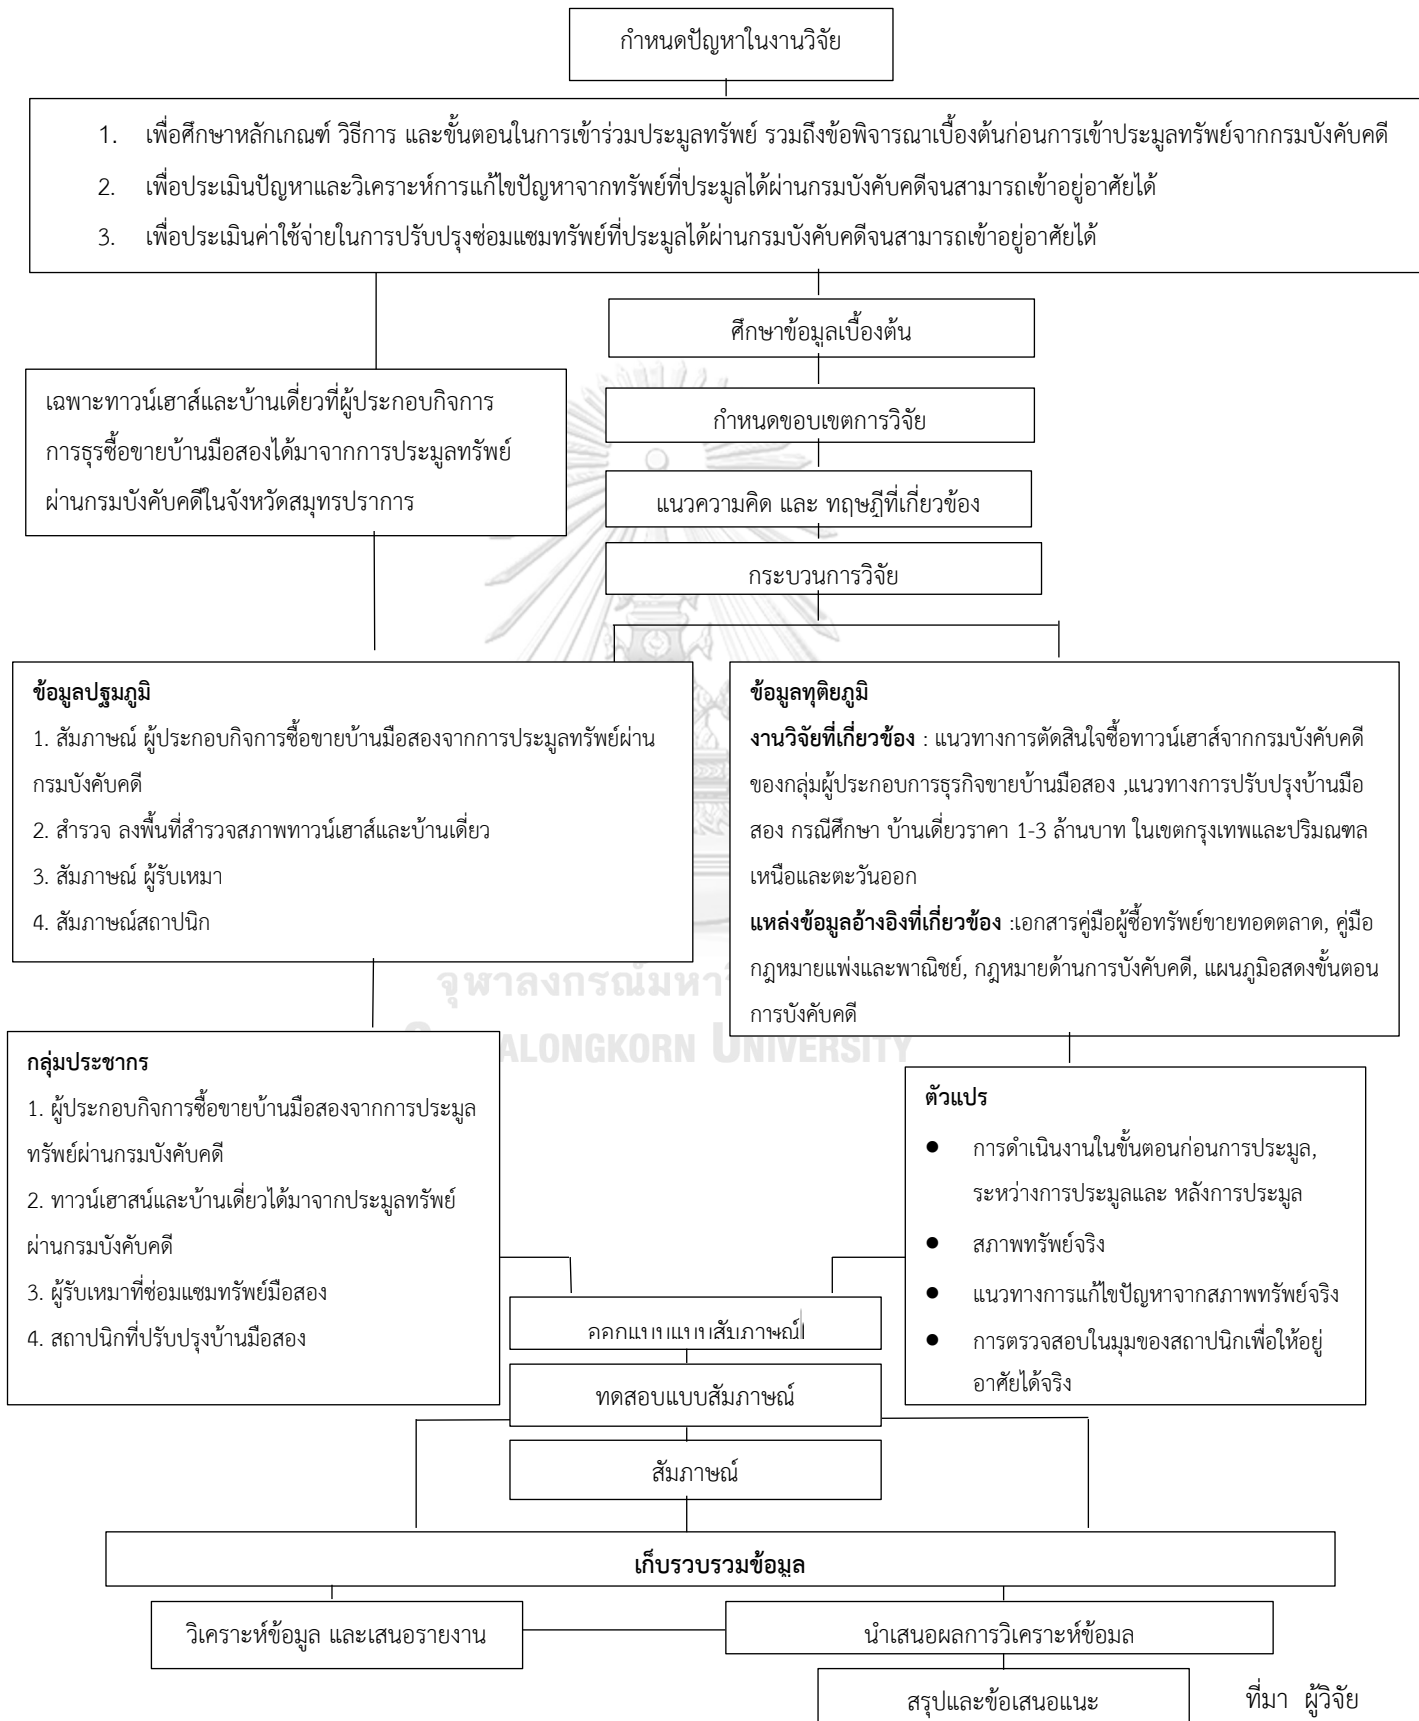 กำหนดปัญหาในงานวิจัย
1. เพื่อศึกษาหลักเกณฑ์ วิธีการ และขั้นตอนในการเข้าร่วมประมูลทรัพย์ รวมถึงข้อพิจารณาเบื้องต้นก่อนการเข้าประมูลทรัพย์จากกรมบังคับคดี
2. เพื่อประเมินปัญหาและวิเคราะห์การแก้ไขปัญหาจากทรัพย์ที่ประมูลได้ผ่านกรมบังคับคดีจนสามารถเข้าอยู่อาศัยได้
3. เพื่อประเมินค่าใช้จ่ายในการปรับปรุงซ่อมแซมทรัพย์ที่ประมูลได้ผ่านกรมบังคับคดีจนสามารถเข้าอยู่อาศัยได้
ศึกษาข้อมูลเบื้องต้น
เฉพาะทาวน์เฮาส์และบ้านเดี่ยวที่ผู้ประกอบกิจการ
การธุรซื้อขายบ้านมือสองได้มาจากการประมูลทรัพย์
ผ่านกรมบังคับคดีในจังหวัดสมุทรปราการ
กำหนดขอบเขตการวิจัย
แนวความคิด และ ทฤษฎีที่เกี่ยวข้อง
กระบวนการวิจัย
ข้อมูลปฐมภูมิ
1. สัมภาษณ์ ผู้ประกอบกิจการซื้อขายบ้านมือสองจากการประมูลทรัพย์ผ่าน
กรมบังคับคดี
2. สำรวจ ลงพื้นที่สำรวจสภาพทาวน์เฮาส์และบ้านเดี่ยว
3. สัมภาษณ์ ผู้รับเหมา
4. สัมภาษณ์สถาปนิก
ข้อมูลทุติยภูมิ
งานวิจัยที่เกี่ยวข้อง : แนวทางการตัดสินใจซื้อทาวน์เฮาส์จากกรมบังคับคดี
ของกลุ่มผู้ประกอบการธุรกิจขายบ้านมือสอง ,แนวทางการปรับปรุงบ้านมือ
สอง กรณีศึกษา บ้านเดี่ยวราคา 1-3 ล้านบาท ในเขตกรุงเทพและปริมณฑล
เหนือและตะวันออก
แหล่งข้อมูลอ้างอิงที่เกี่ยวข้อง :เอกสารคู่มือผู้ซื้อทรัพย์ขายทอดตลาด, คู่มือ
กฎหมายแพ่งและพาณิชย์, กฎหมายด้านการบังคับคดี, แผนภูมิอสดงขั้นตอน
การบังคับคดี
จุฬาลงกรณ์มหาวิ
ALONGKORN UNIVERSITY
กลุ่มประชากร
1. ผู้ประกอบกิจการซื้อขายบ้านมือสองจากการประมูล
ทรัพย์ผ่านกรมบังคับคดี
2. ทาวน์เฮาสน์และบ้านเดี่ยวได้มาจากประมูลทรัพย์
ผ่านกรมบังคับคดี
3. ผู้รับเหมาที่ซ่อมแซมทรัพย์มือสอง
4. สถาปนิกที่ปรับปรุงบ้านมือสอง
ตัวแปร
● การดำเนินงานในขั้นตอนก่อนการประมูล,
ระหว่างการประมูลและ หลังการประมูล
● สภาพทรัพย์จริง
● แนวทางการแก้ไขปัญหาจากสภาพทรัพย์จริง
● การตรวจสอบในมุมของสถาปนิกเพื่อให้อยู่
อาศัยได้จริง
ออกแบบแบบสัมภาษณ์
ทดสอบแบบสัมภาษณ์
สัมภาษณ์
เก็บรวบรวมข้อมูล
วิเคราะห์ข้อมูล และเสนอรายงาน
นำเสนอผลการวิเคราะห์ข้อมูล
สรุปและข้อเสนอแนะ
ที่มา ผู้วิจัย